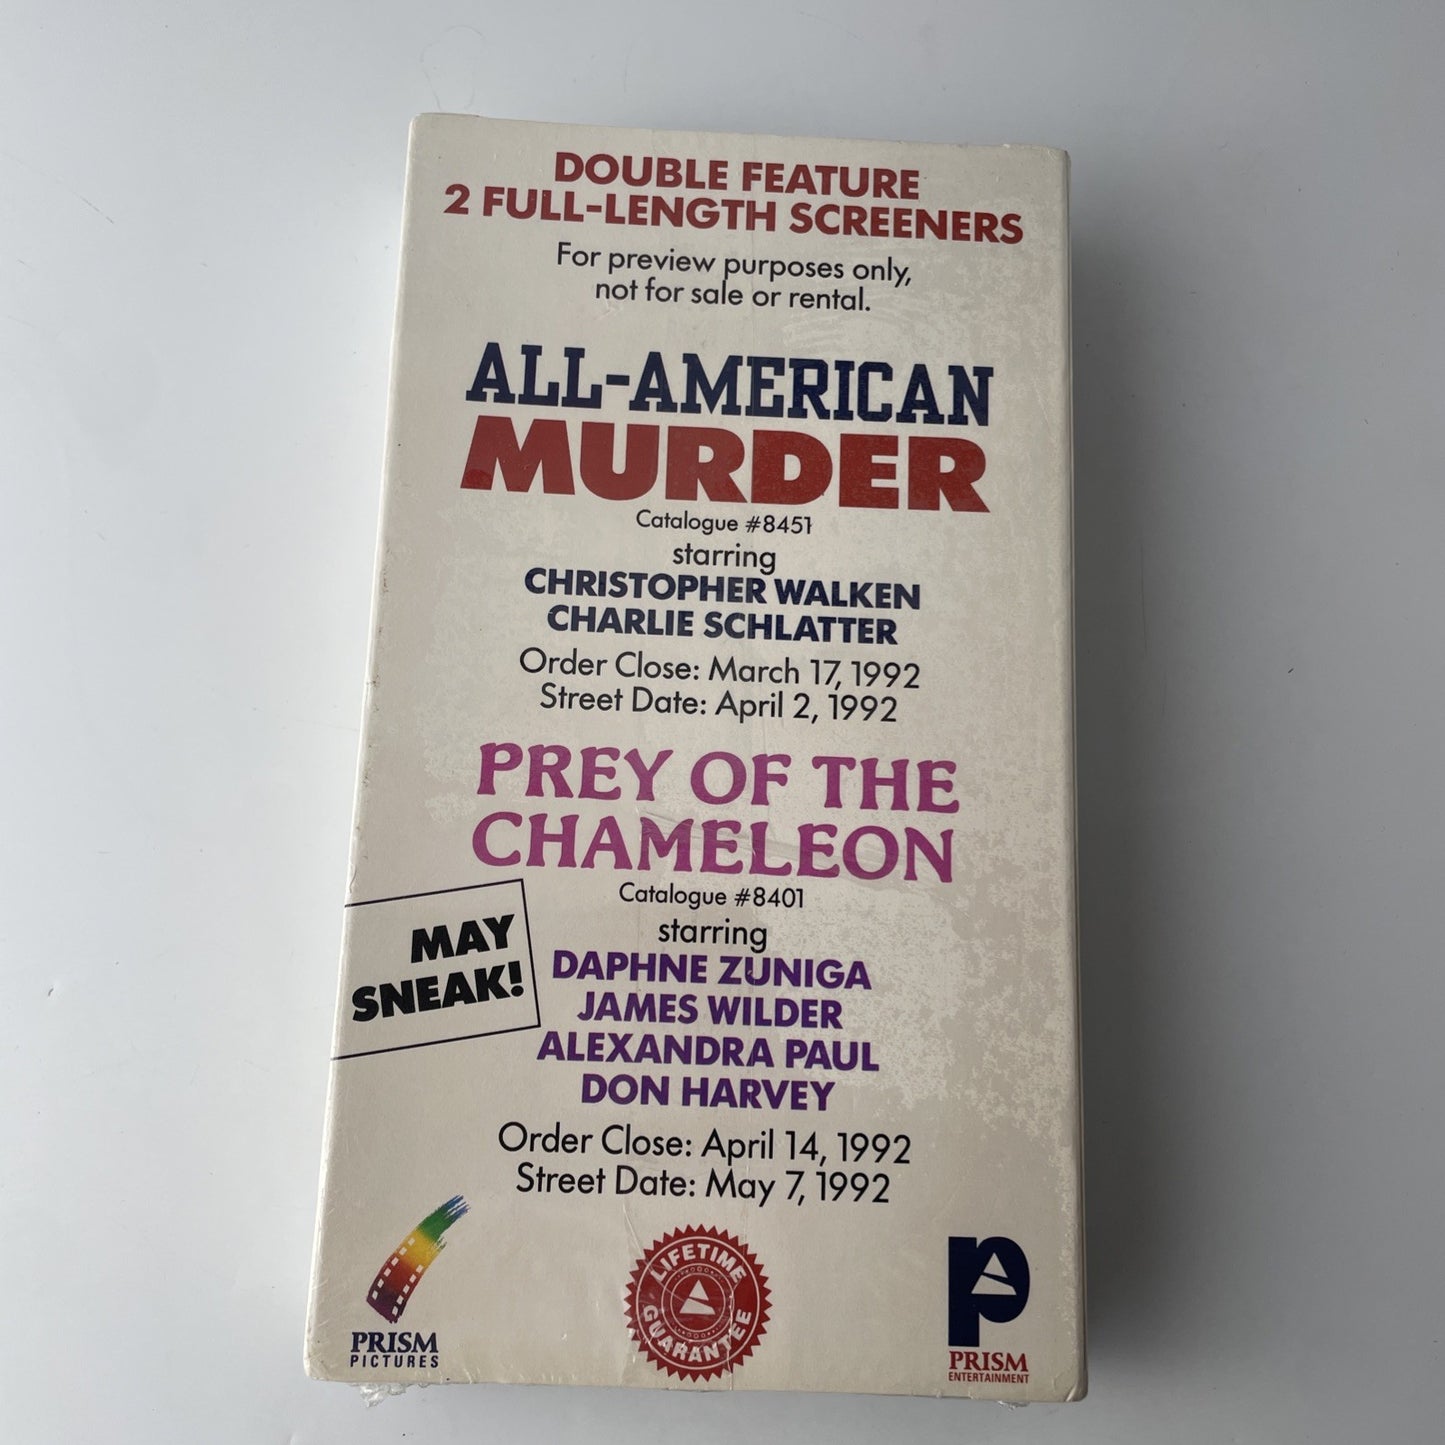 DOUBLE FEATURE
2 FULL-LENGTH SCREENERS
For preview purposes only,
not for sale or rental.
ALL-AMERICAN
MURDER
Catalogue #8451
starring
CHRISTOPHER WALKEN
CHARLIE SCHLATTER
Order Close: March 17, 1992
Street Date: April 2, 1992
PREY OF THE
CHAMELEON
Catalogue #8401
starring
DAPHNE ZUNIGA
JAMES WILDER
ALEXANDRA PAUL
DON HARVEY
MAY
SNEAK!
Order Close: April 14, 1992
Street Date: May 7, 1992
PRISM
PICTURES
LIFETIME
GUARANTEE
P
PRISM
ENTERTAINMENT